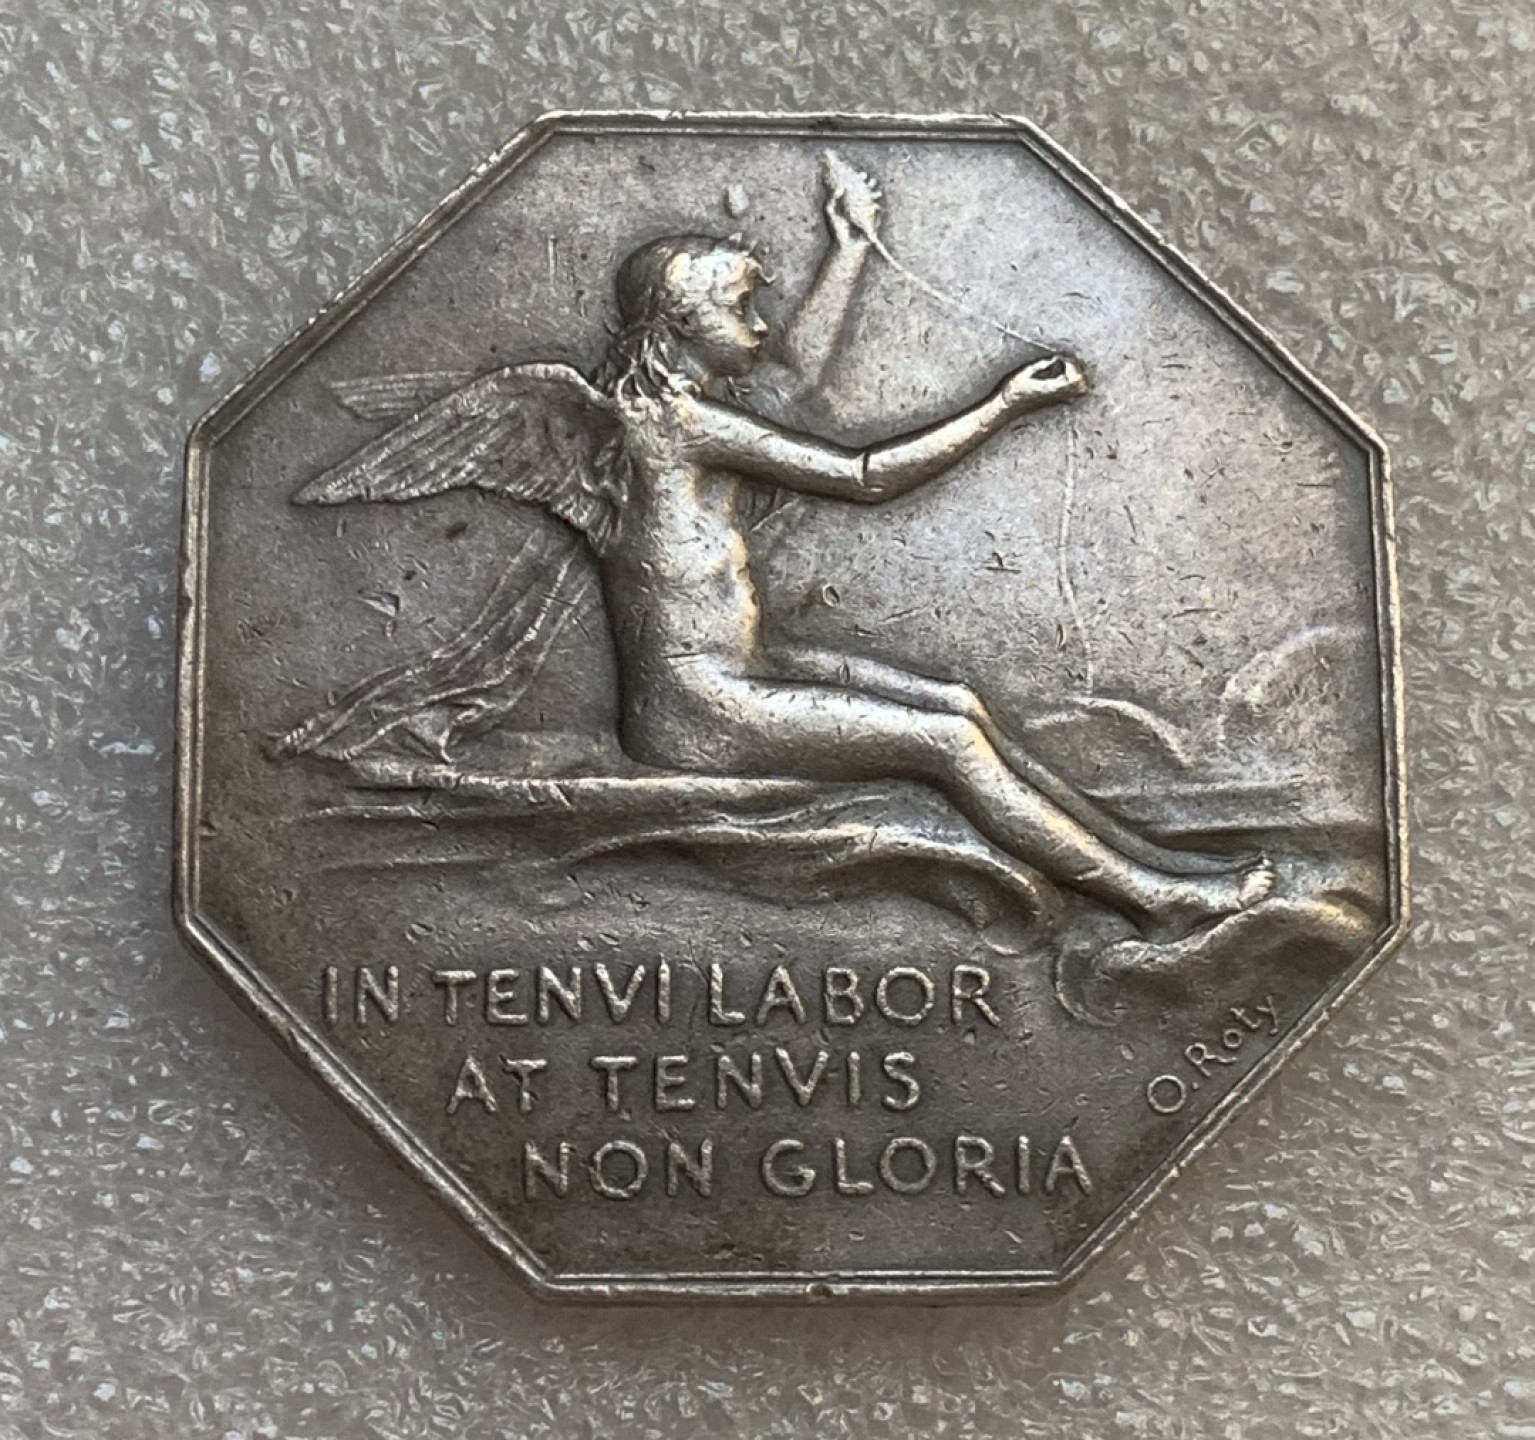 IN TENVI LABOR
AT TENVIS
NON GLORIA
O. Roty